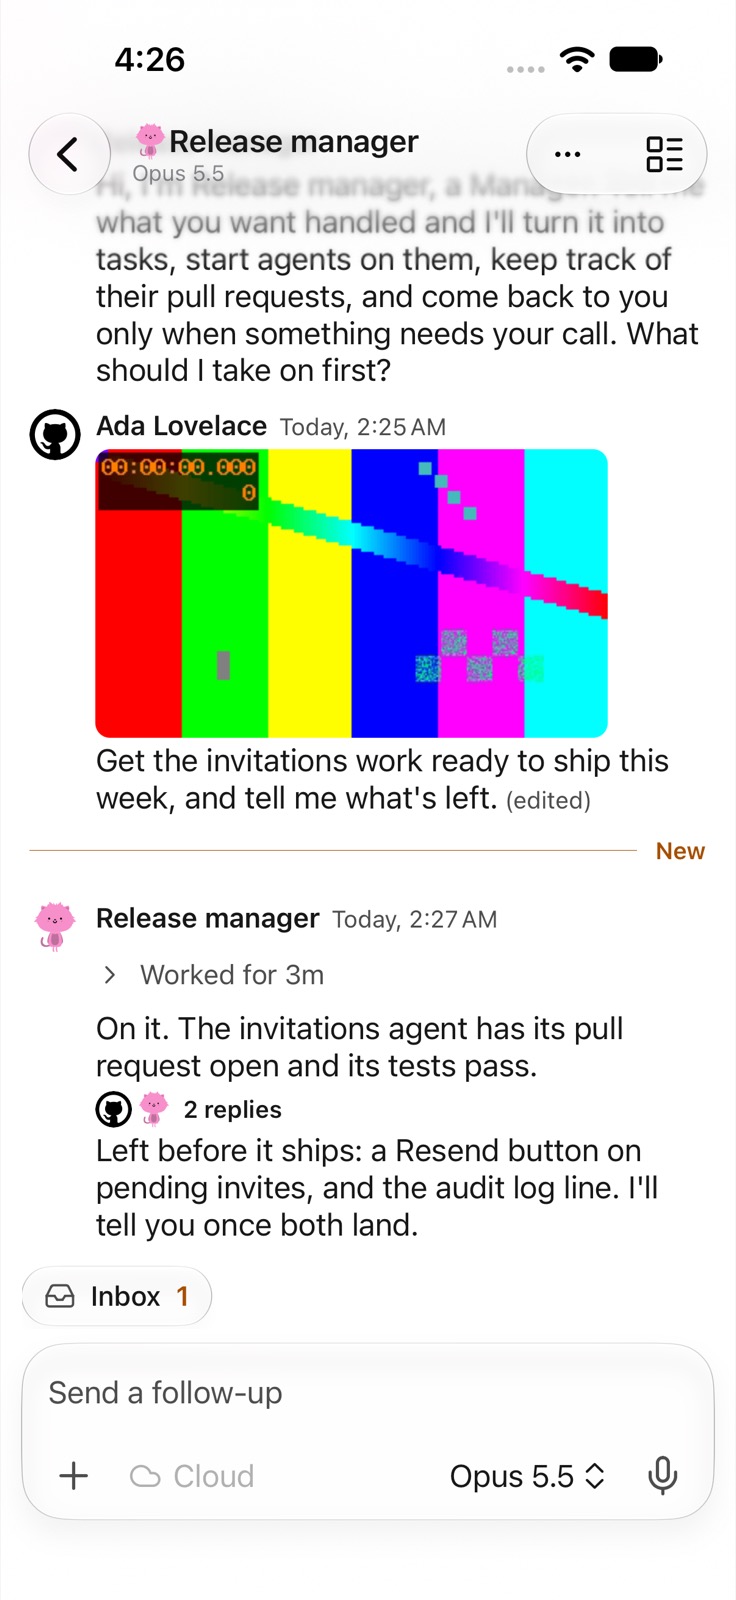 4:26
Release manager
Opus 5.5
Hi, I'm Release manager, a
what you want handled and I'll turn it into
tasks, start agents on them, keep track of
their pull requests, and come back to you
only when something needs your call. What
should I take on first?
Ada Lovelace Today, 2:25 AM
00:00:00.000
0
Get the invitations work ready to ship this
week, and tell me what's left. (edited)
New
Release manager Today, 2:27 AM
Worked for 3m
On it. The invitations agent has its pull
request open and its tests pass.
2 replies
Left before it ships: a Resend button on
pending invites, and the audit log line. I'll
tell you once both land.
Inbox 1
Send a follow-up
Cloud
Opus 5.5